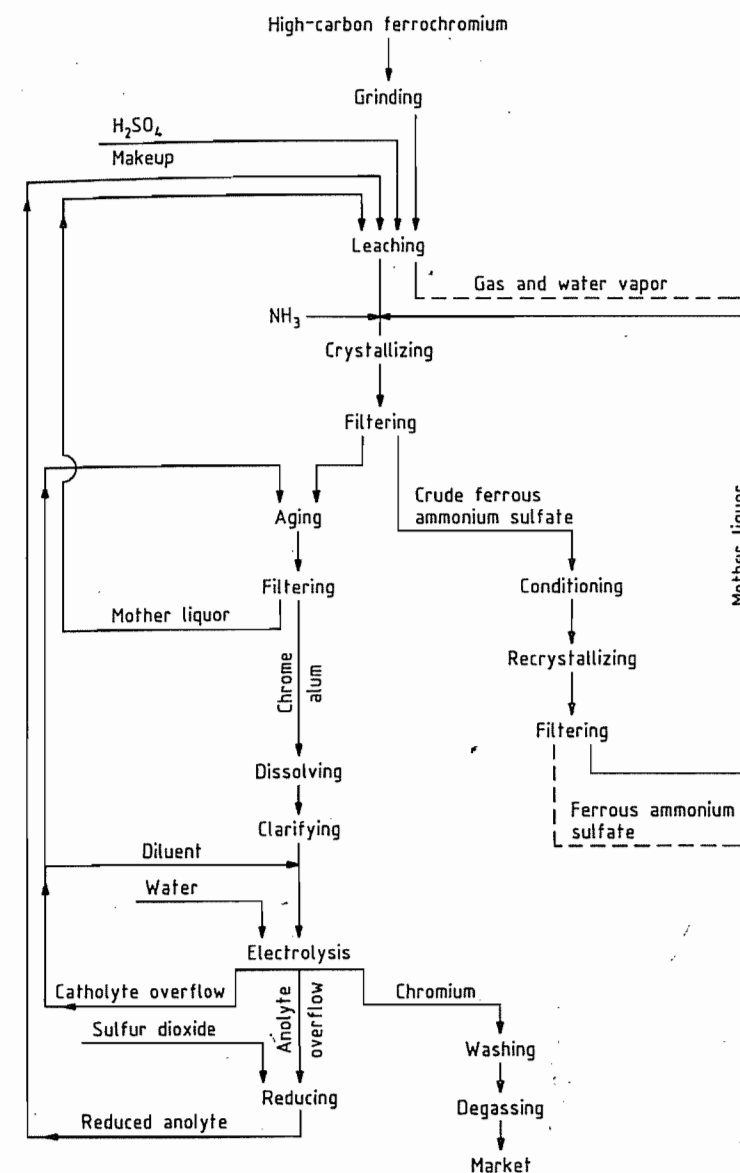 High-carbon ferrochromium
Grinding
H₂SO₄
Makeup
Leaching
Gas and water vapor
NH₃
Crystallizing
Filtering
Crude ferrous
ammonium sulfate
Mother liquor
Aging
Filtering
Conditioning
Mother liquor
Recrystallizing
Chrome
alum
Filtering
Dissolving
Ferrous ammonium
sulfate
Clarifying
Diluent
Water
Electrolysis
Catholyte overflow
Anolyte
overflow
Chromium
Sulfur dioxide
Washing
Reducing
Degassing
Reduced anolyte
Market